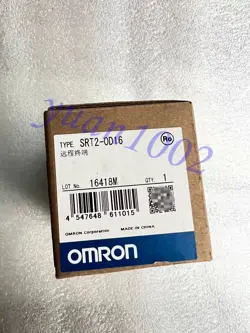 TYPE SRT2-OD16
远程终端
LOT No. 16418M QTY. 1
4 547648 611015
OMRON Corporation MADE IN CHINA
OMRON
yuan1002